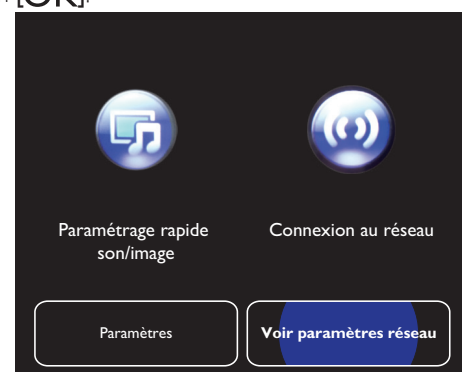 [OK]
Paramétrage rapide
son/image
Connexion au réseau
Paramètres
Voir paramètres réseau